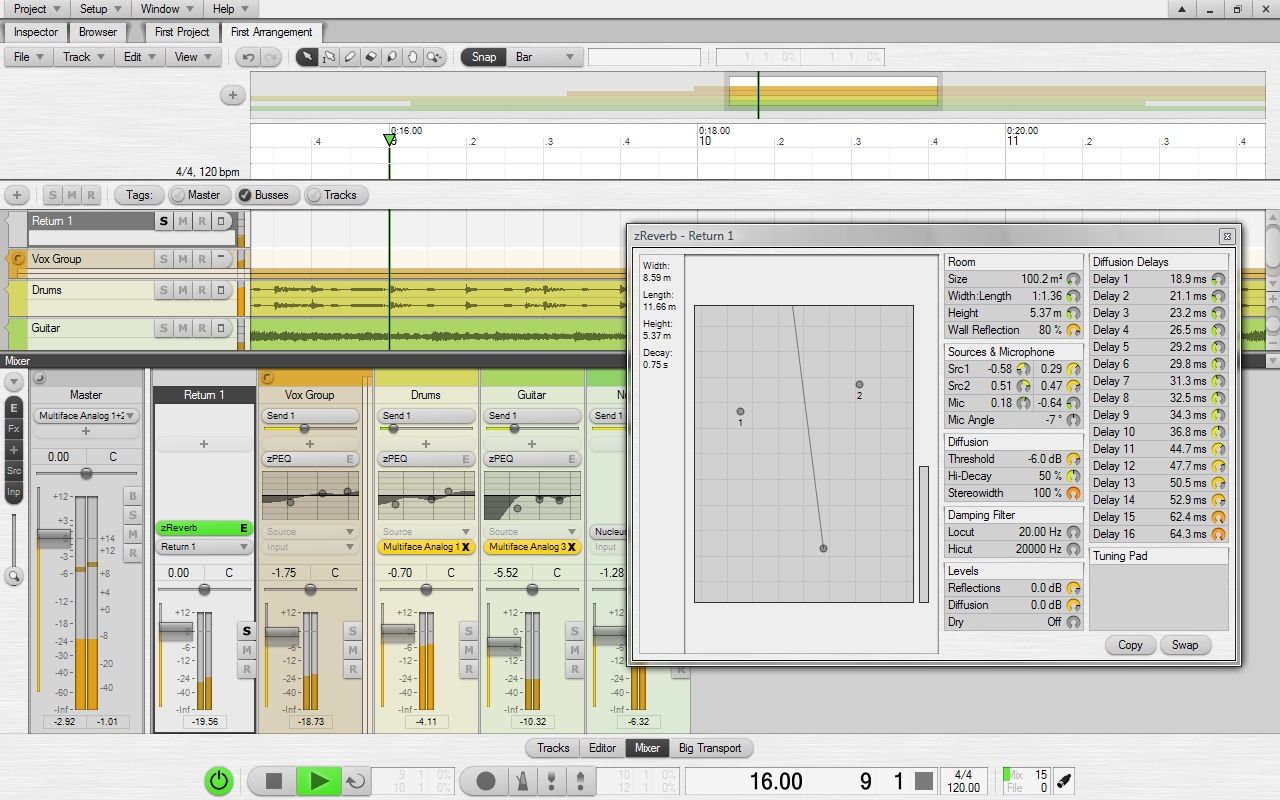 Project Setup Window Help
Inspector Browser First Project First Arrangement
File Track Edit View Snap Bar 1 1 0% 1 1 0%
0:16.00 0:18.00 0:20.00
.4 9 .2 .3 .4 10 .2 .3 .4 11 .2 .3 .4
4/4, 120 bpm
S M R Tags: Master Busses Tracks
Return 1 S M R
Vox Group S M R
Drums S M R
Guitar S M R
Mixer
E
Fx
Src
Inp
Master
Multiface Analog 1+2
0.00 C
+12
+3
0
-3
-6
-12
-18
-24
-30
-40
-60
-Inf
+14
+12
+8
+4
+0
-8
-20
-40
B
S
M
R
-2.92 -1.01
Return 1
zReverb E
Return 1
0.00 C
+12
0
-6
-12
-24
-40
-Inf
S
M
R
-19.56
Vox Group
Send 1
zPEQ E
Source
Input
-1.75 C
+12
0
-6
-12
-24
-40
-Inf
S
M
R
-18.73
Drums
Send 1
zPEQ E
Source
Multiface Analog 1 X
-0.70 C
+12
0
-6
-12
-24
-40
-Inf
S
M
R
-4.11
Guitar
Send 1
zPEQ E
Source
Multiface Analog 3 X
-5.52 C
+12
0
-6
-12
-24
-40
-Inf
S
M
R
-10.32
Send 1
Input
-1.28
+12
0
-6
-12
-24
-40
-Inf
R
-6.32
zReverb - Return 1
Width:
8.59 m
Length:
11.66 m
Height:
5.37 m
Decay:
0.75 s
1
2
Room
Size 100.2 m²
Width:Length 1:1.36
Height 5.37 m
Wall Reflection 80 %
Sources & Microphone
Src1 -0.58 0.29
Src2 0.51 0.47
Mic 0.18 -0.64
Mic Angle -7 °
Diffusion
Threshold -6.0 dB
Hi-Decay 50 %
Stereowidth 100 %
Damping Filter
Locut 20.00 Hz
Hicut 20000 Hz
Levels
Reflections 0.0 dB
Diffusion 0.0 dB
Dry Off
Diffusion Delays
Delay 1 18.9 ms
Delay 2 21.1 ms
Delay 3 23.2 ms
Delay 4 26.5 ms
Delay 5 29.2 ms
Delay 6 29.8 ms
Delay 7 31.3 ms
Delay 8 32.5 ms
Delay 9 34.3 ms
Delay 10 36.8 ms
Delay 11 44.7 ms
Delay 12 47.7 ms
Delay 13 50.5 ms
Delay 14 52.9 ms
Delay 15 62.4 ms
Delay 16 64.3 ms
Tuning Pad
Copy Swap
Tracks Editor Mixer Big Transport
9 1 0%
10 1 0%
10 1 0%
12 1 0%
16.00 9 1
4/4
120.00
Mix 15
File 0